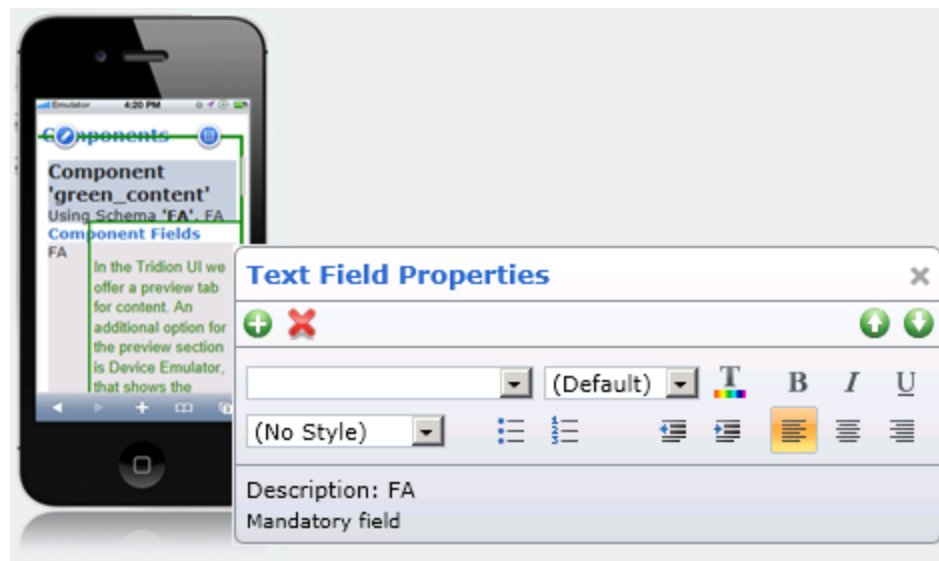 Emulator 4:20 PM
Components
Component
'green_content'
Using Schema 'FA', FA
Component Fields
FA
In the Tridion UI we
offer a preview tab
for content. An
additional option for
the preview section
is Device Emulator,
that shows the
Text Field Properties
(Default) T B I U
(No Style)
Description: FA
Mandatory field